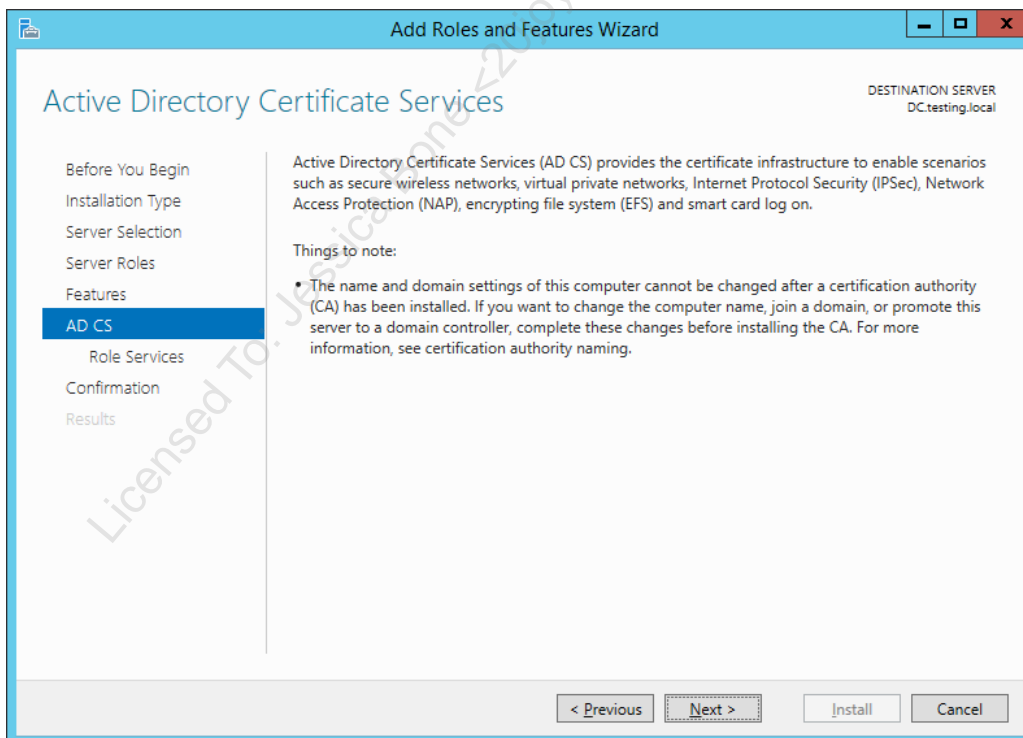 Add Roles and Features Wizard
Active Directory Certificate Services
DESTINATION SERVER
DC.testing.local
Before You Begin
Installation Type
Server Selection
Server Roles
Features
AD CS
Role Services
Confirmation
Results
Active Directory Certificate Services (AD CS) provides the certificate infrastructure to enable scenarios
such as secure wireless networks, virtual private networks, Internet Protocol Security (IPSec), Network
Access Protection (NAP), encrypting file system (EFS) and smart card log on.
Things to note:
• The name and domain settings of this computer cannot be changed after a certification authority
(CA) has been installed. If you want to change the computer name, join a domain, or promote this
server to a domain controller, complete these changes before installing the CA. For more
information, see certification authority naming.
< Previous
Next >
Install
Cancel
Licensed To: Jessica Bone